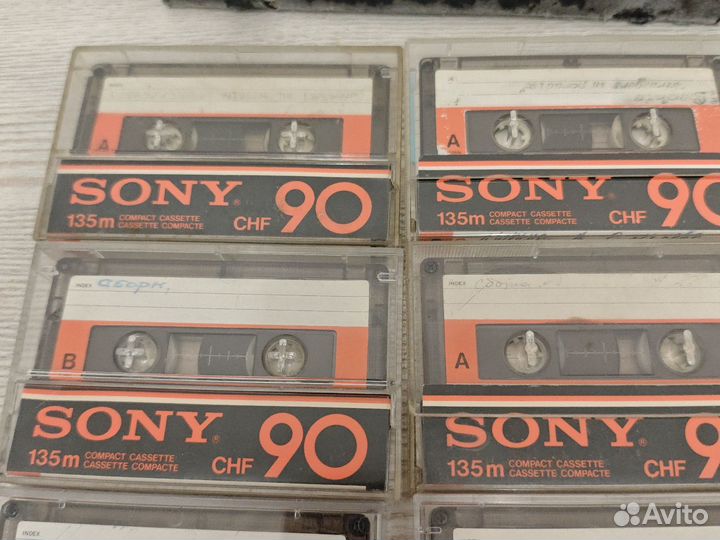 A
SONY®
135m COMPACT CASSETTE
CASSETTE COMPACTE
CHF 90
A
SONY
135m COMPACT CASSETTE
CASSETTE COMPACTE
CHF 90
INDEX сборк,
B
SONY®
135m COMPACT CASSETTE
CASSETTE COMPACTE
CHF 90
INDEX
A
SONY®
135m COMPACT CASSETTE
CASSETTE COMPACTE
CHF 9
INDEX
INDEX
Avito